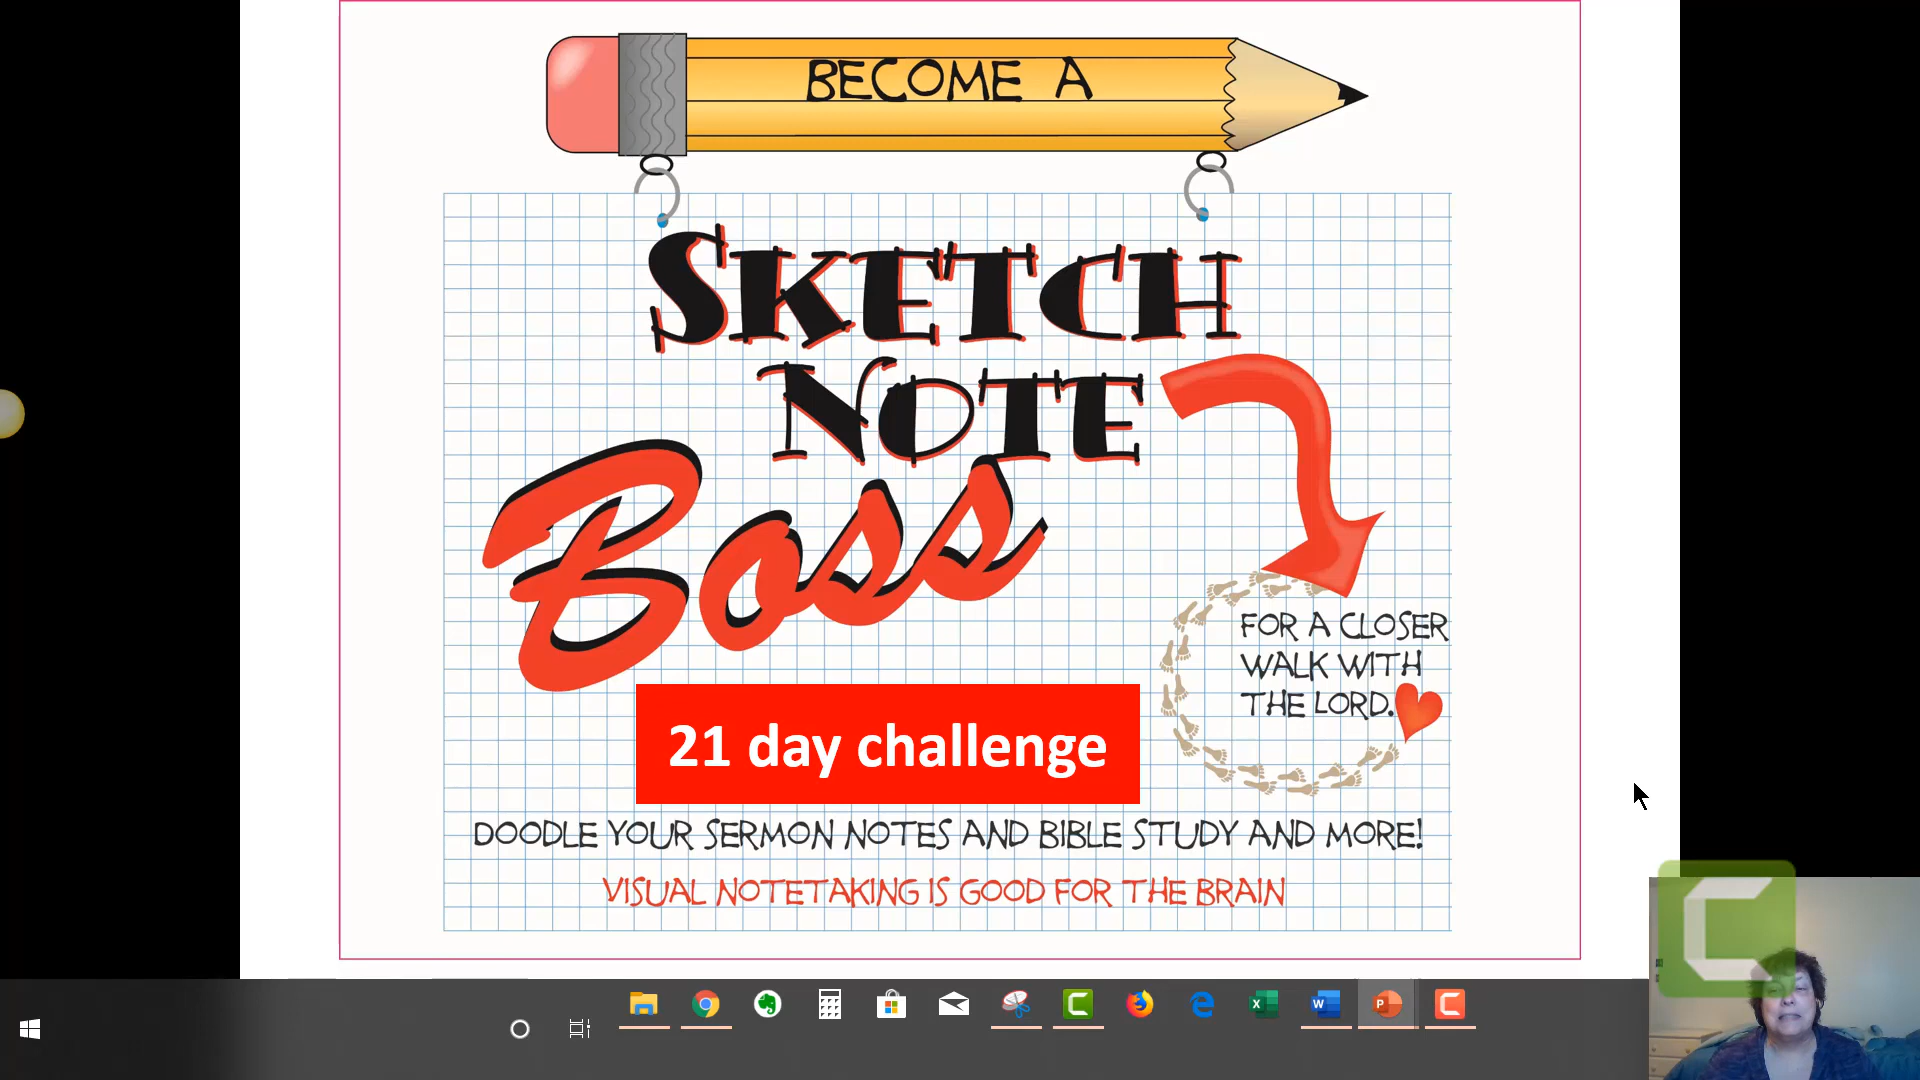 BECOME A
SKETCH
NOTE
Boss
FOR A CLOSER
WALK WITH
THE LORD.
21 day challenge
DOODLE YOUR SERMON NOTES AND BIBLE STUDY AND MORE!
VISUAL NOTETAKING IS GOOD FOR THE BRAIN